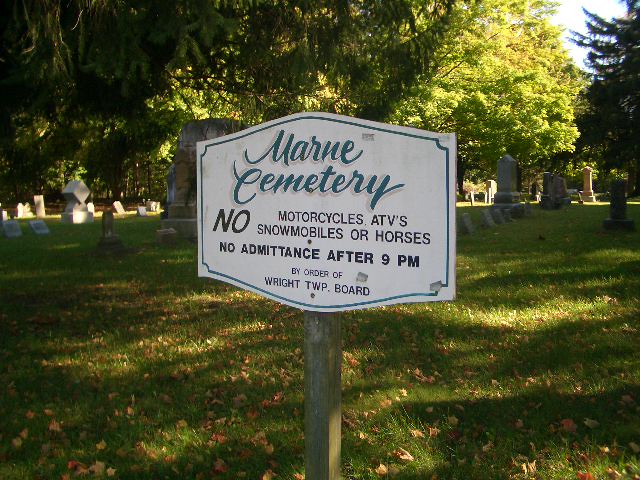 Marne
Cemetery
NO MOTORCYCLES, ATV'S
SNOWMOBILES OR HORSES
NO ADMITTANCE AFTER 9 PM
BY ORDER OF
WRIGHT TWP. BOARD